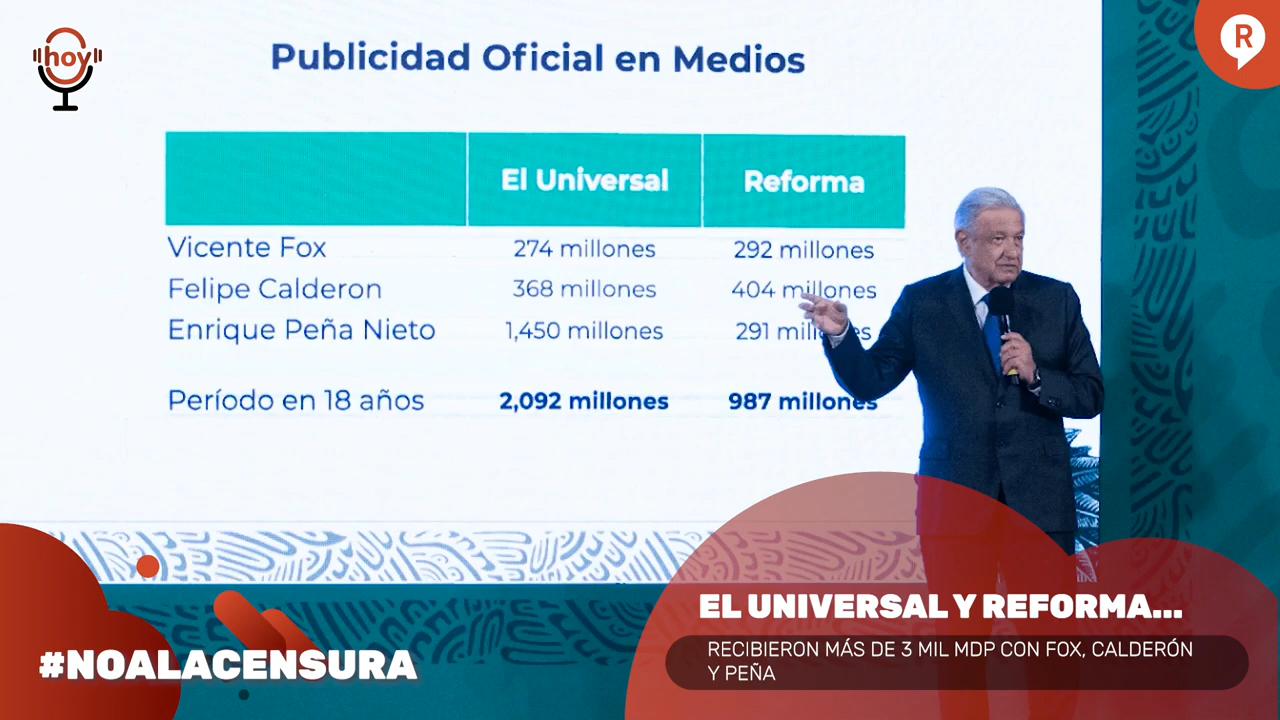 hoy
R
Publicidad Oficial en Medios
El Universal Reforma
Vicente Fox 274 millones 292 millones
Felipe Calderon 368 millones 404 millones
Enrique Peña Nieto 1,450 millones 291 millones
Período en 18 años 2,092 millones 987 millones
EL UNIVERSAL Y REFORMA...
RECIBIERON MÁS DE 3 MIL MDP CON FOX, CALDERÓN
Y PEÑA
#NOALACENSURA